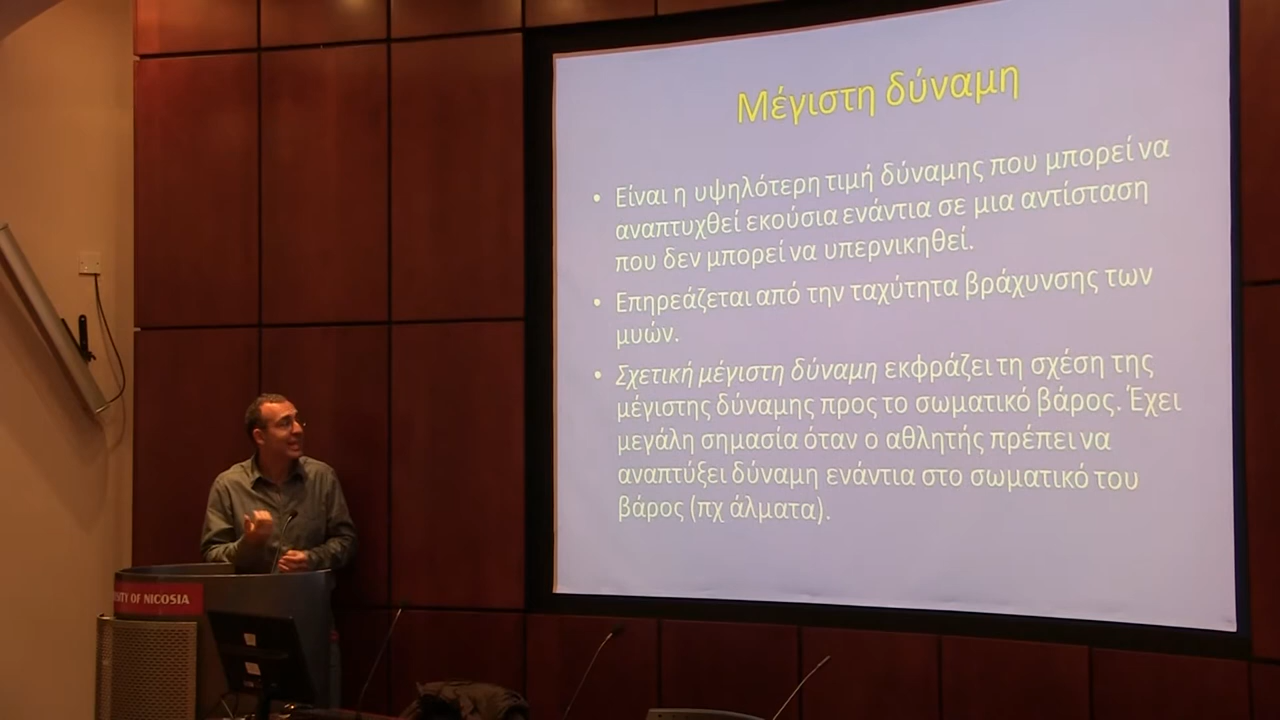 Μέγιστη δύναμη
• Είναι η υψηλότερη τιμή δύναμης που μπορεί να
αναπτυχθεί εκούσια ενάντια σε μια αντίσταση
που δεν μπορεί να υπερνικηθεί.
• Επηρεάζεται από την ταχύτητα βράχυνσης των
μυών.
• Σχετική μέγιστη δύναμη εκφράζει τη σχέση της
μέγιστης δύναμης προς το σωματικό βάρος. Έχει
μεγάλη σημασία όταν ο αθλητής πρέπει να
αναπτύξει δύναμη ενάντια στο σωματικό του
βάρος (πχ άλματα).
OF NICOSIA